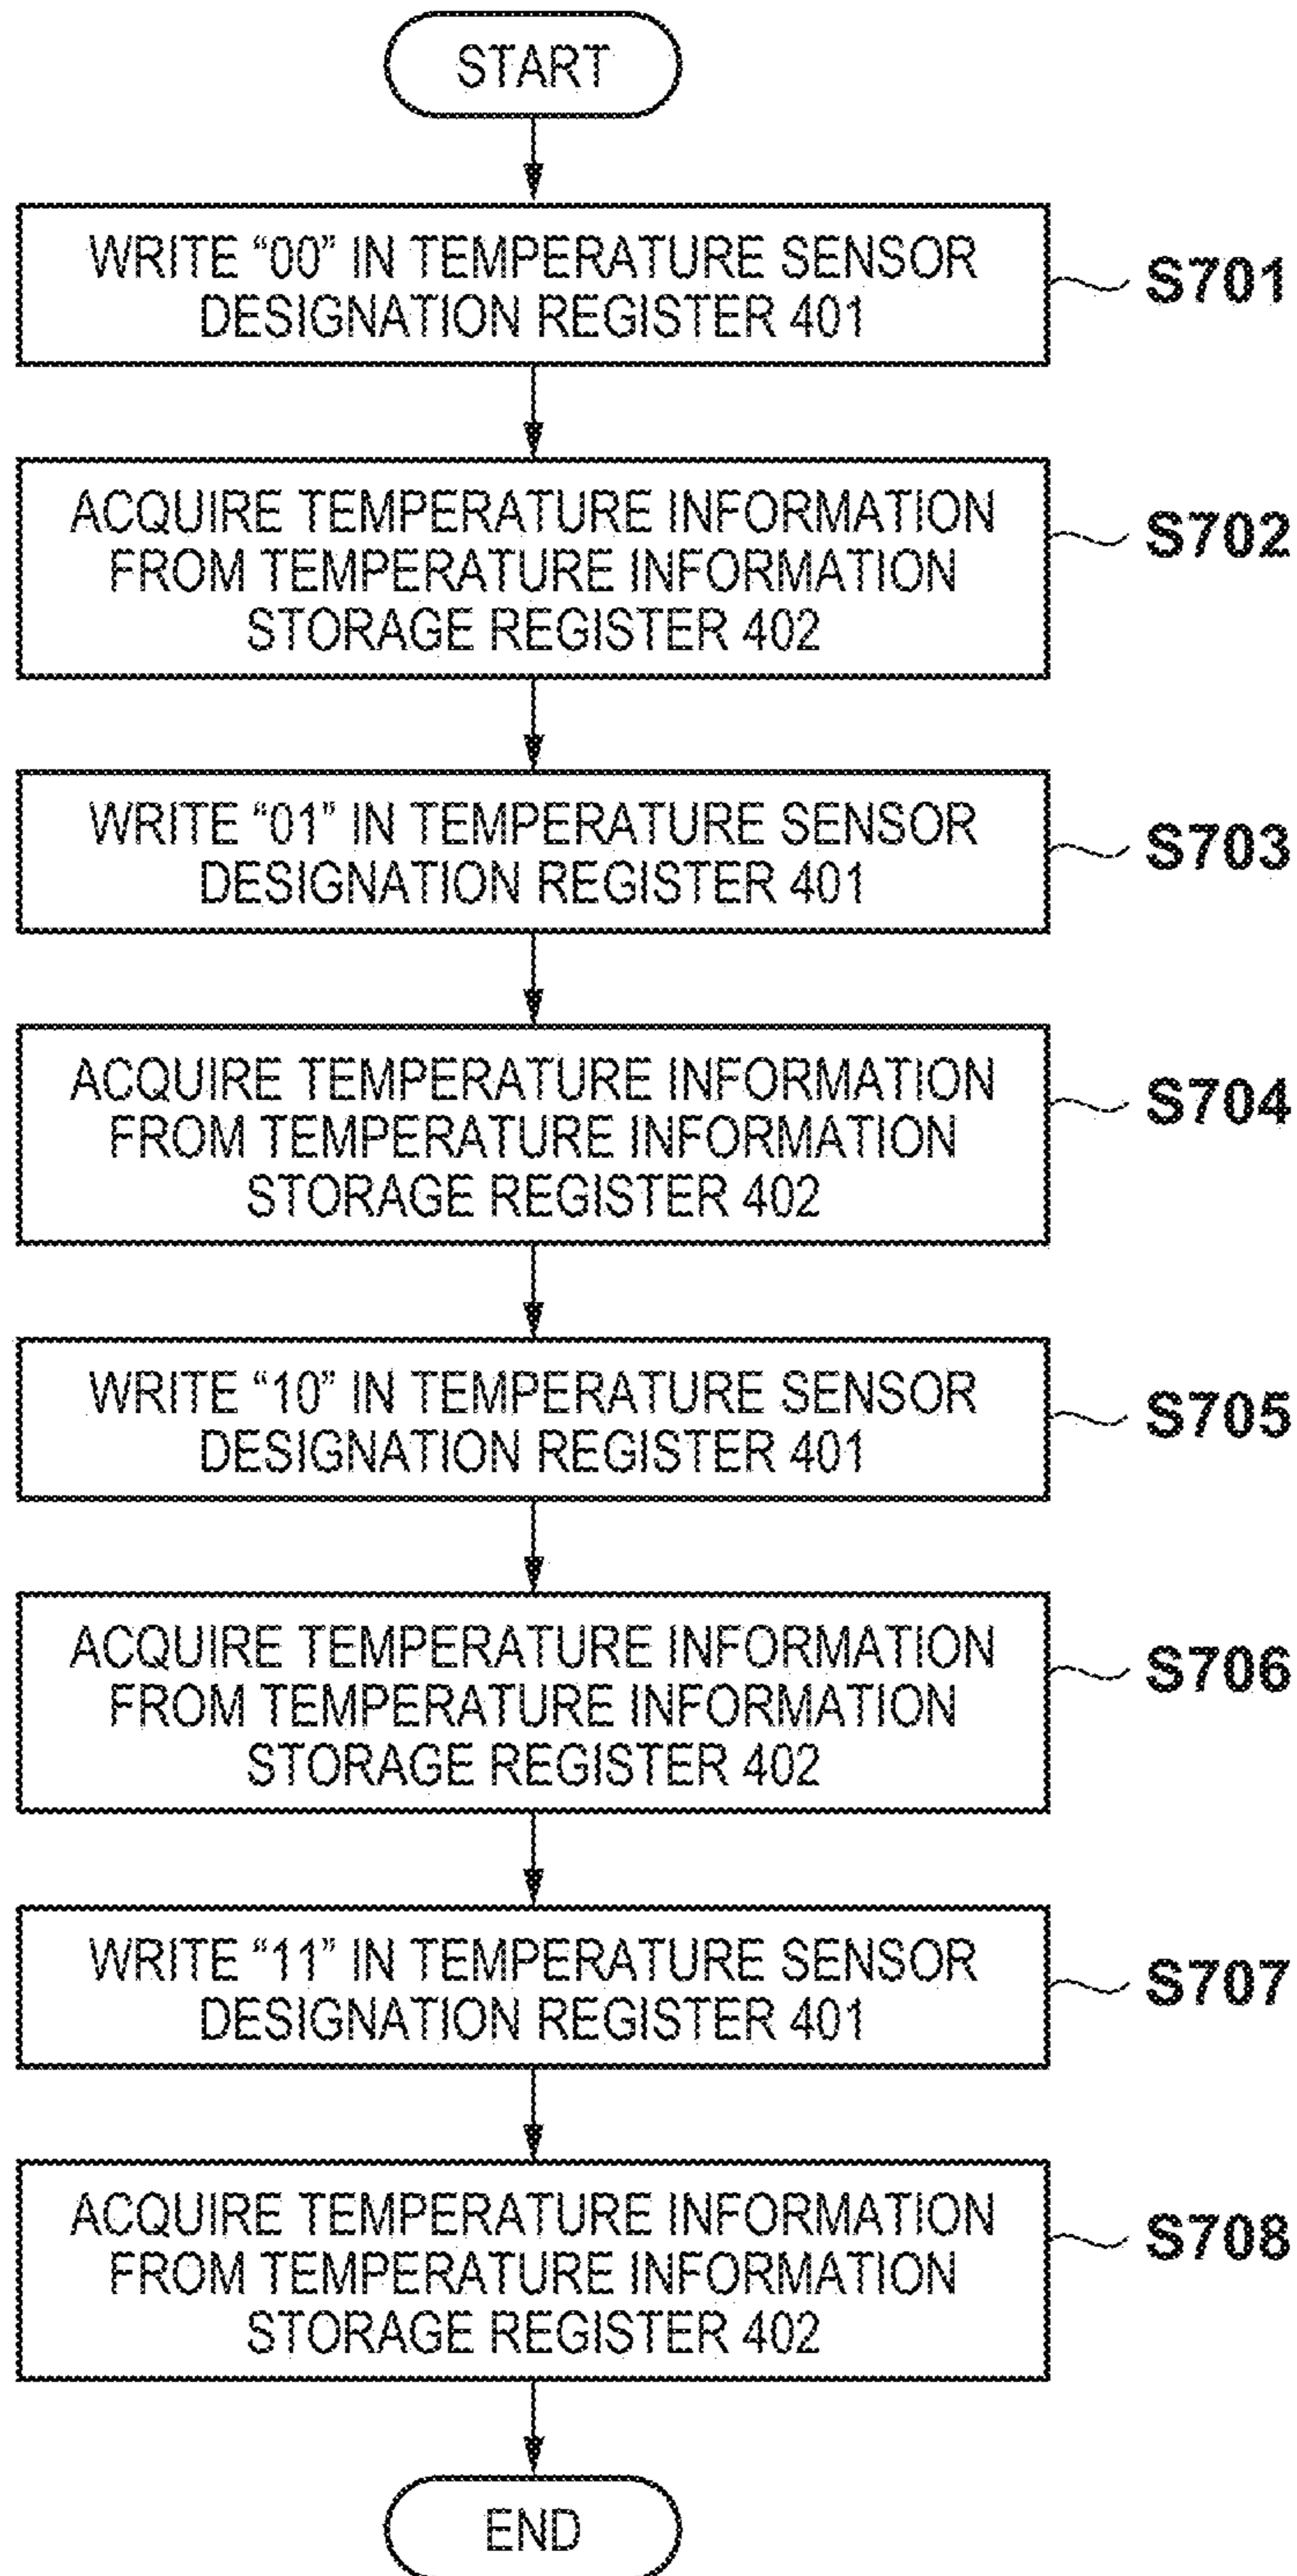 START
WRITE “00” IN TEMPERATURE SENSOR
DESIGNATION REGISTER 401
S701
ACQUIRE TEMPERATURE INFORMATION
FROM TEMPERATURE INFORMATION
STORAGE REGISTER 402
S702
WRITE “01” IN TEMPERATURE SENSOR
DESIGNATION REGISTER 401
S703
ACQUIRE TEMPERATURE INFORMATION
FROM TEMPERATURE INFORMATION
STORAGE REGISTER 402
S704
WRITE “10” IN TEMPERATURE SENSOR
DESIGNATION REGISTER 401
S705
ACQUIRE TEMPERATURE INFORMATION
FROM TEMPERATURE INFORMATION
STORAGE REGISTER 402
S706
WRITE “11” IN TEMPERATURE SENSOR
DESIGNATION REGISTER 401
S707
ACQUIRE TEMPERATURE INFORMATION
FROM TEMPERATURE INFORMATION
STORAGE REGISTER 402
S708
END